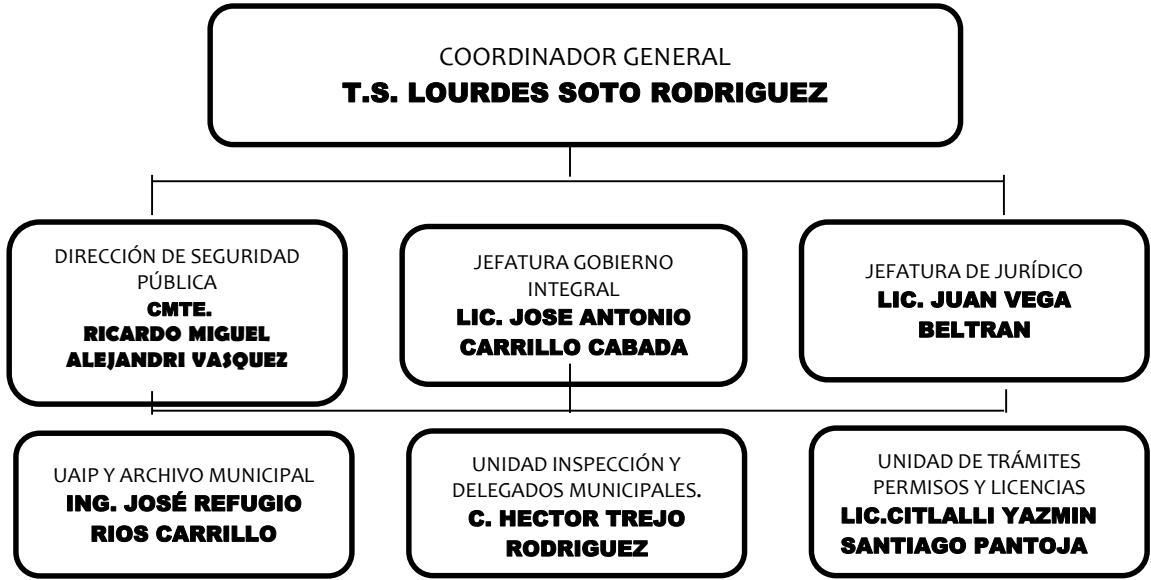 COORDINADOR GENERAL
T.S. LOURDES SOTO RODRIGUEZ
DIRECCIÓN DE SEGURIDAD
PÚBLICA
CMTE.
RICARDO MIGUEL
ALEJANDRI VASQUEZ
JEFATURA GOBIERNO
INTEGRAL
LIC. JOSE ANTONIO
CARRILLO CABADA
JEFATURA DE JURÍDICO
LIC. JUAN VEGA
BELTRAN
UAIP Y ARCHIVO MUNICIPAL
ING. JOSÉ REFUGIO
RIOS CARRILLO
UNIDAD INSPECCIÓN Y
DELEGADOS MUNICIPALES.
C. HECTOR TREJO
RODRIGUEZ
UNIDAD DE TRÁMITES
PERMISOS Y LICENCIAS
LIC.CITLALLI YAZMIN
SANTIAGO PANTOJA